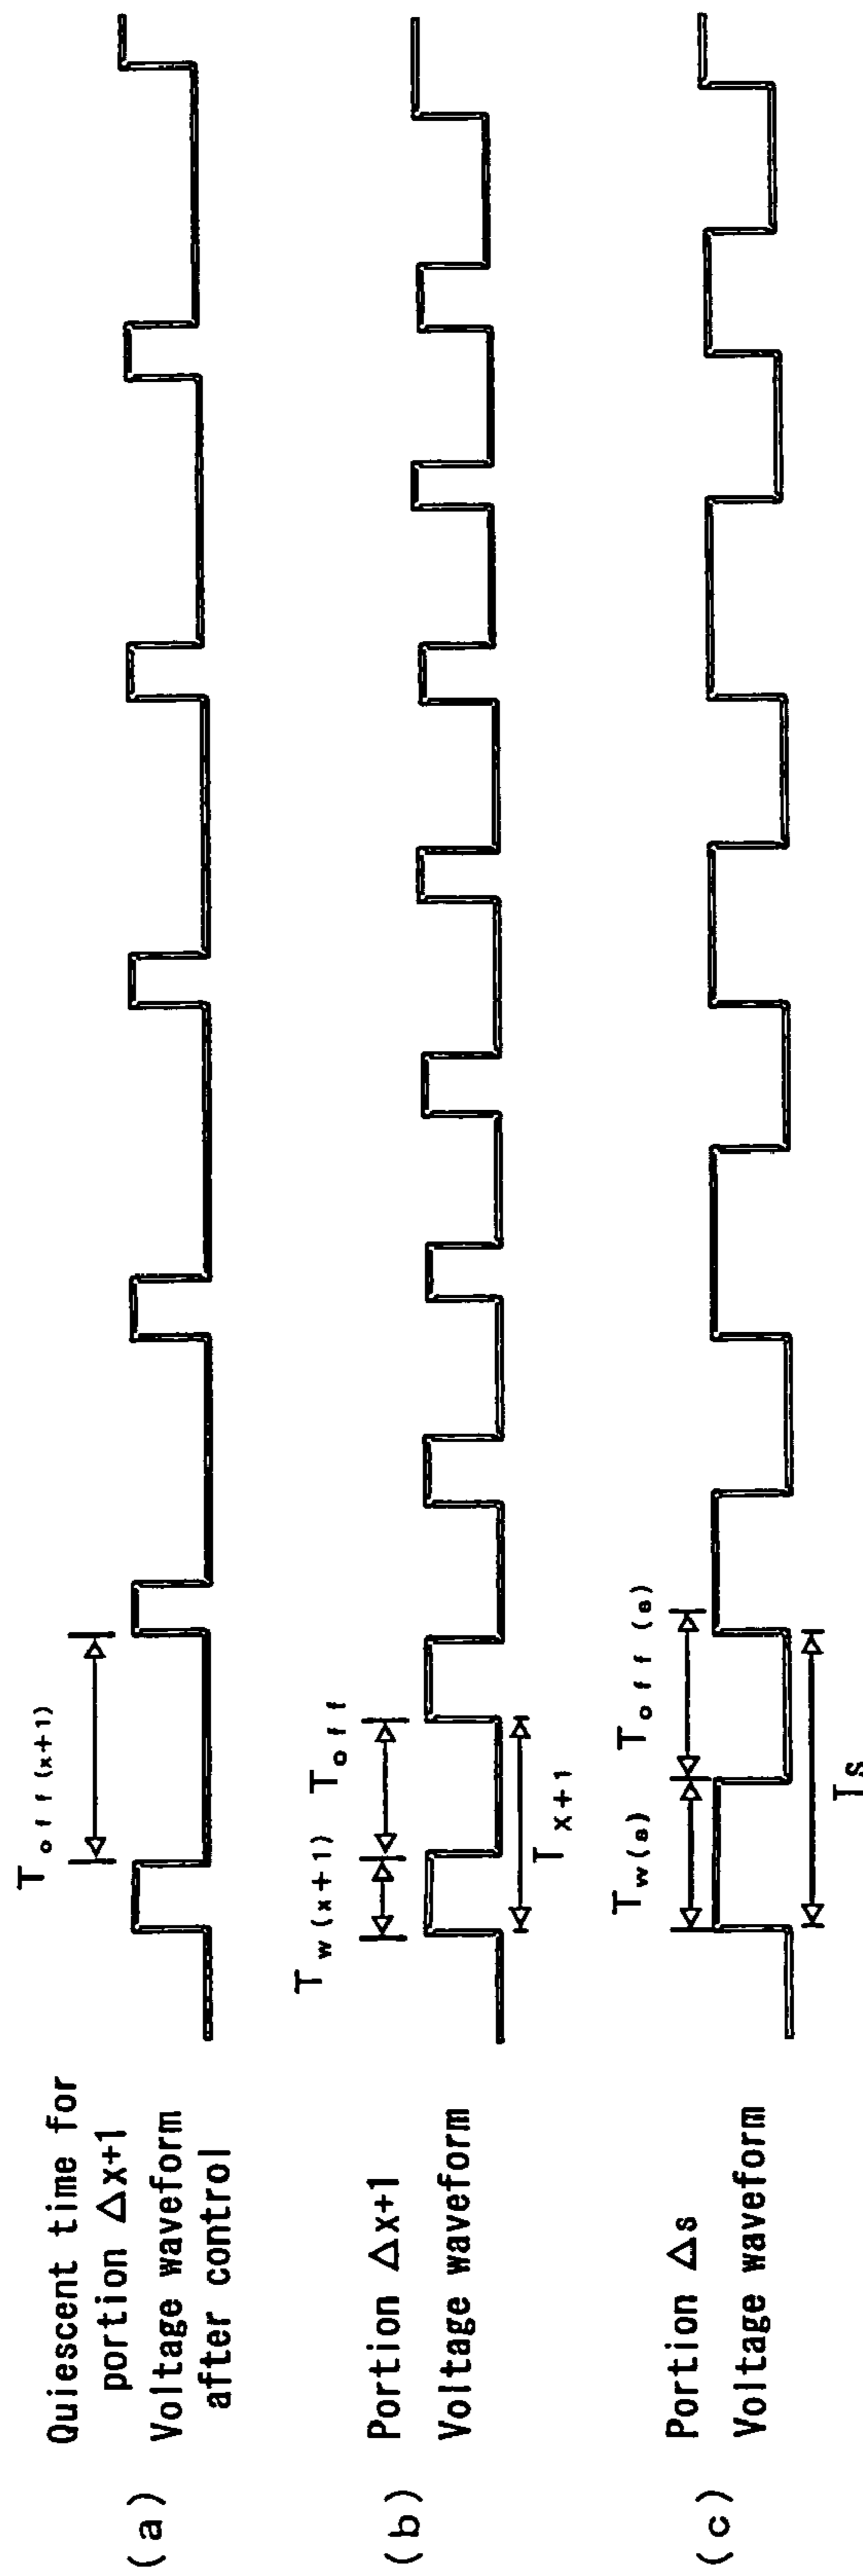 (a)
Quiescent time for
portion Δx+1
Voltage waveform
after control
Toff(x+1)
(b)
Portion Δx+1
Voltage waveform
Tw(x+1)
Toff
Tx+1
(c)
Portion Δs
Voltage waveform
Tw(s)
Toff(s)
Ts